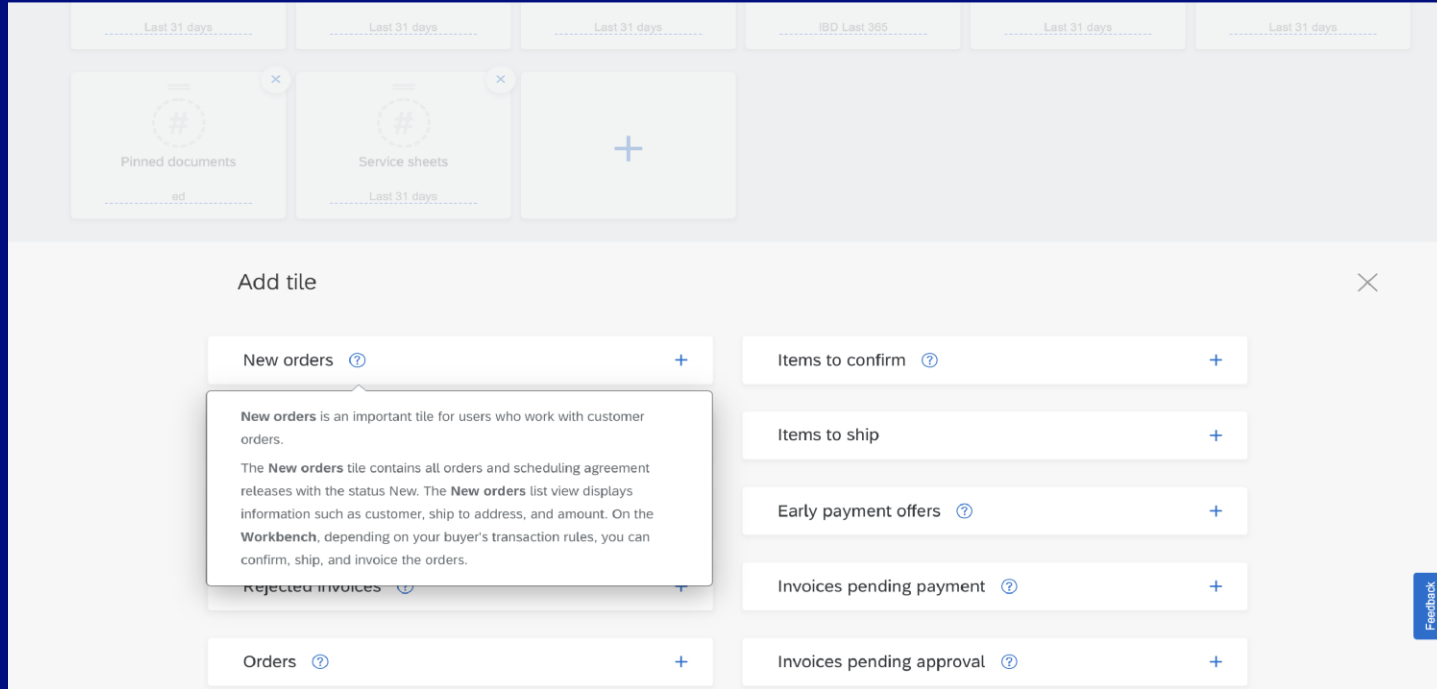 Last 31 days
Last 31 days
Last 31 days
IBD Last 365
Last 31 days
Last 31 days
#
#
Pinned documents
Service sheets
ed
Last 31 days
Add tile
New orders
Items to confirm
New orders is an important tile for users who work with customer
orders.
The New orders tile contains all orders and scheduling agreement
releases with the status New. The New orders list view displays
information such as customer, ship to address, and amount. On the
Workbench, depending on your buyer's transaction rules, you can
confirm, ship, and invoice the orders.
Items to ship
Early payment offers
Rejected invoices
Invoices pending payment
Orders
Invoices pending approval
Feedback